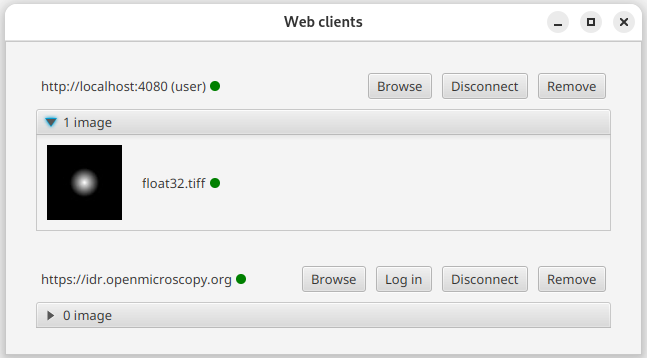 Web clients
http://localhost:4080 (user) Browse Disconnect Remove
1 image
float32.tiff
https://idr.openmicroscopy.org Browse Log in Disconnect Remove
0 image